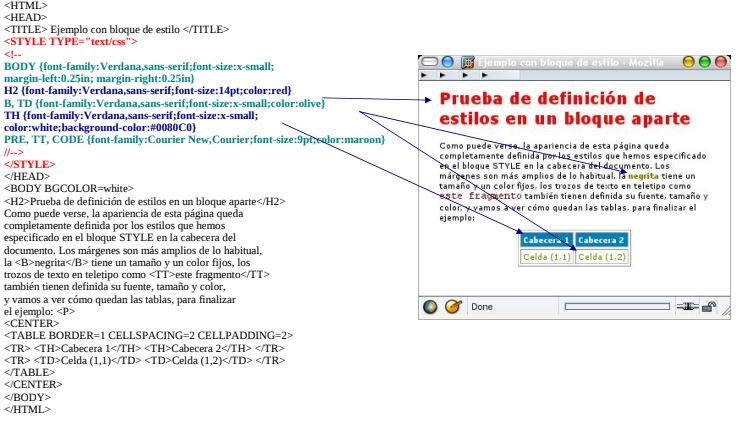 <HTML>
<HEAD>
<TITLE> Ejemplo con bloque de estilo </TITLE>
<STYLE TYPE="text/css">
<!--
BODY {font-family:Verdana,sans-serif;font-size:x-small;
margin-left:0.25in; margin-right:0.25in}
H2 {font-family:Verdana,sans-serif;font-size:14pt;color:red}
B, TD {font-family:Verdana,sans-serif;font-size:x-small;color:olive}
TH {font-family:Verdana,sans-serif;font-size:x-small;
color:white;background-color:#0080C0}
PRE, TT, CODE {font-family:Courier New,Courier;font-size:9pt;color:maroon}
//-->
</STYLE>
</HEAD>
<BODY BGCOLOR=white>
<H2>Prueba de definición de estilos en un bloque aparte</H2>
Como puede verse, la apariencia de esta página queda
completamente definida por los estilos que hemos
especificado en el bloque STYLE en la cabecera del
documento. Los márgenes son más amplios de lo habitual,
la <B>negrita</B> tiene un tamaño y un color fijos, los
trozos de texto en teletipo como <TT>este fragmento</TT>
también tienen definida su fuente, tamaño y color,
y vamos a ver cómo quedan las tablas, para finalizar
el ejemplo: <P>
<CENTER>
<TABLE BORDER=1 CELLSPACING=2 CELLPADDING=2>
<TR> <TH>Cabecera 1</TH> <TH>Cabecera 2</TH> </TR>
<TR> <TD>Celda (1,1)</TD> <TD>Celda (1,2)</TD> </TR>
</TABLE>
</CENTER>
</BODY>
</HTML>
Ejemplo con bloque de estilo - Mozilla
Prueba de definición de
estilos en un bloque aparte
Como puede verse, la apariencia de esta página queda
completamente definida por los estilos que hemos especificado
en el bloque STYLE en la cabecera del documento. Los
márgenes son más amplios de lo habitual, la negrita tiene un
tamaño y un color fijos, los trozos de texto en teletipo como
este fragmento también tienen definida su fuente, tamaño y
color, y vamos a ver cómo quedan las tablas, para finalizar el
ejemplo:
Cabecera 1 Cabecera 2
Celda (1,1) Celda (1,2)
Done